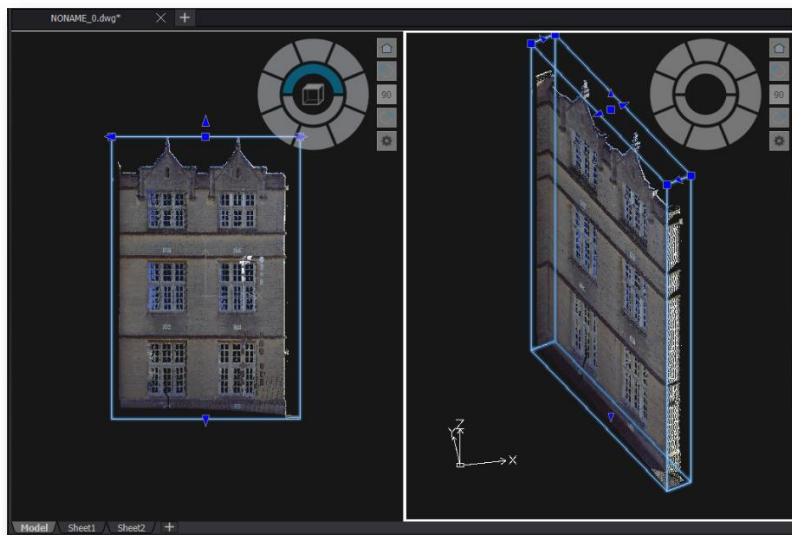 NONAME_0.dwg*
90
90
Z
Y
X
Model
Sheet1
Sheet2